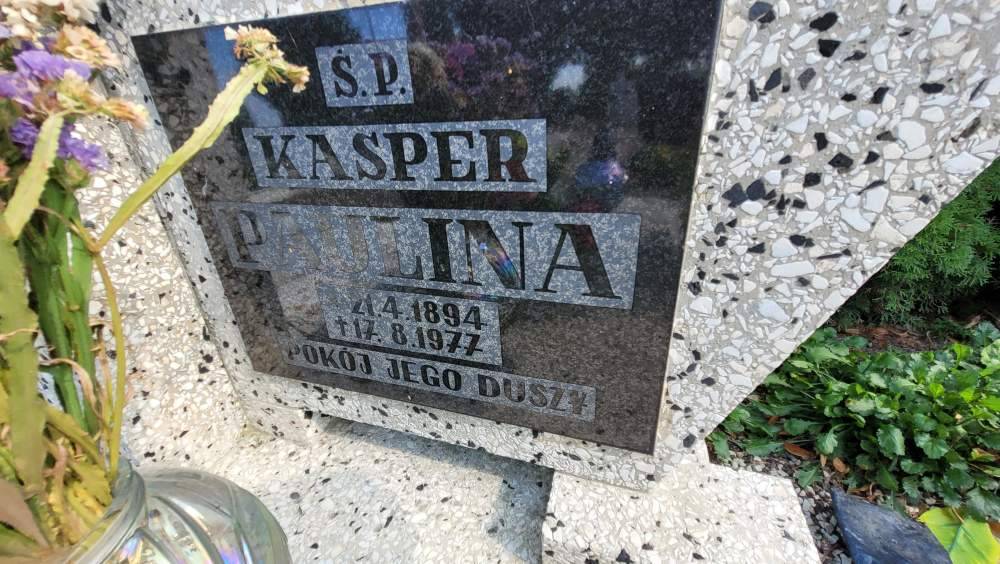 Ś.P.
KASPER
PAULINA
* 21.4.1894
† 17.8.1977
POKÓJ JEGO DUSZY